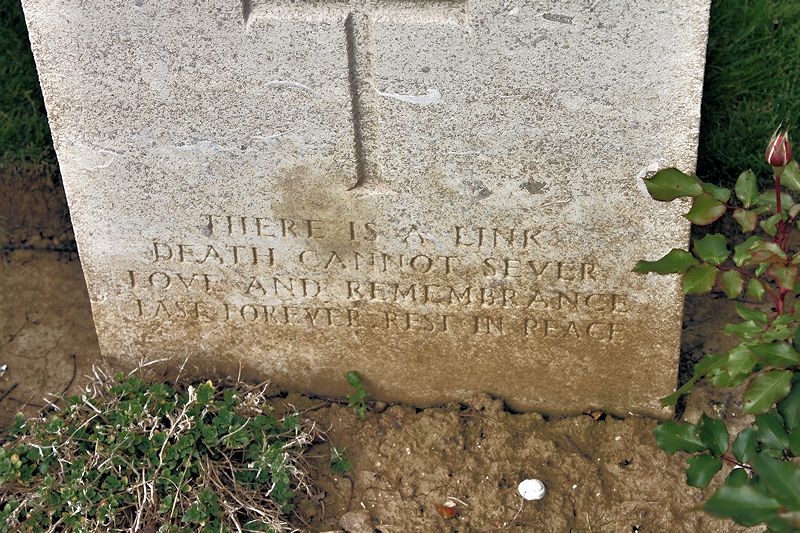 THERE IS A LINK
DEATH CANNOT SEVER
LOVE AND REMEMBRANCE
LAST FOREVER REST IN PEACE